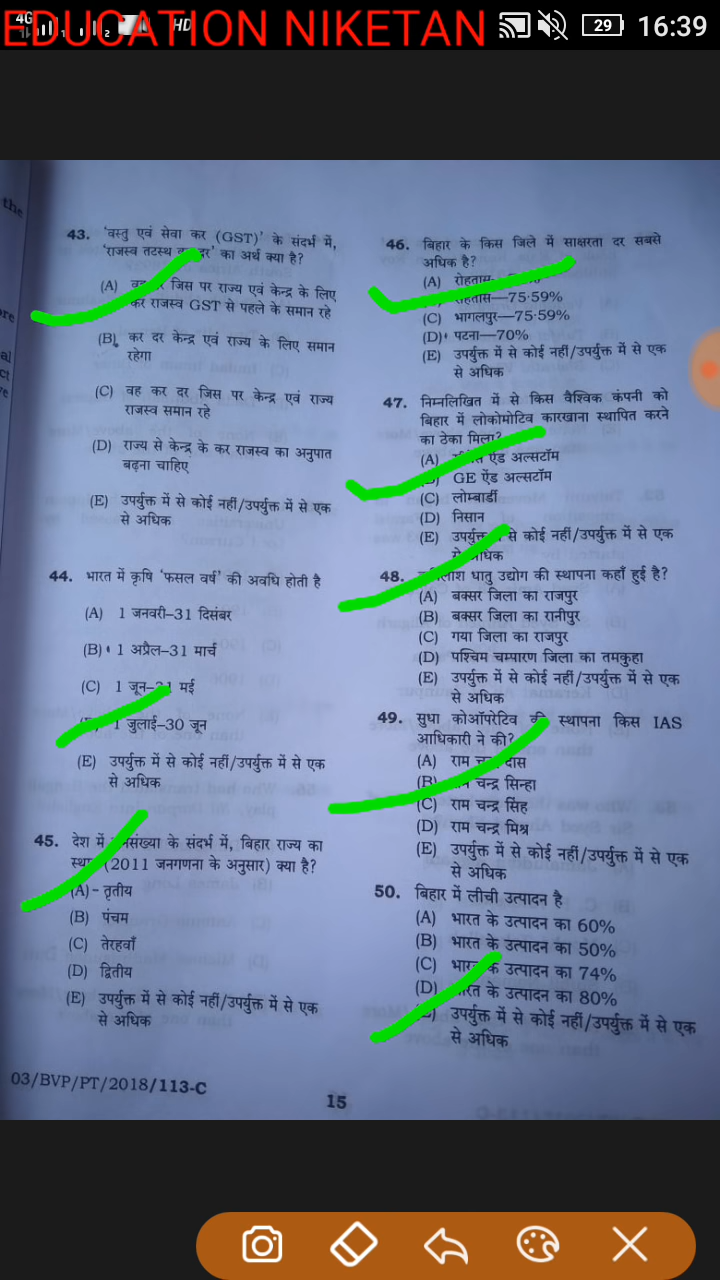 EDUCATION NIKETAN
4G
HD
29
16:39
the
43. 'वस्तु एवं सेवा कर (GST)' के संदर्भ में,
'राजस्व तटस्थ दर' का अर्थ क्या है?
(A) जिस पर राज्य एवं केन्द्र के लिए
कर राजस्व GST से पहले के समान रहे
(B) कर दर केन्द्र एवं राज्य के लिए समान
रहेगा
(C) वह कर दर जिस पर केन्द्र एवं राज्य
राजस्व समान रहे
(D) राज्य से केन्द्र के कर राजस्व का अनुपात
बढ़ना चाहिए
(E) उपर्युक्त में से कोई नहीं/उपर्युक्त में से एक
से अधिक
44. भारत में कृषि 'फसल वर्ष' की अवधि होती है
(A) 1 जनवरी–31 दिसंबर
(B) 1 अप्रैल–31 मार्च
(C) 1 जून–31 मई
1 जुलाई–30 जून
(E) उपर्युक्त में से कोई नहीं/उपर्युक्त में से एक
से अधिक
45. देश में के संदर्भ में, बिहार राज्य का
(2011 जनगणना के अनुसार) क्या है?
(A) - तृतीय
(B) पंचम
(C) तेरहवाँ
(D) द्वितीय
(E) उपर्युक्त में से कोई नहीं/उपर्युक्त में से एक
से अधिक
03/BVP/PT/2018/113-C
15
46. बिहार के किस जिले में साक्षरता दर सबसे
अधिक है?
(A) रोहतास
रोहतास—75·59%
(C) भागलपुर—75·59%
(D) पटना—70%
(E) उपर्युक्त में से कोई नहीं/उपर्युक्त में से एक
से अधिक
47. निम्नलिखित में से किस वैश्विक कंपनी को
बिहार में लोकोमोटिव कारखाना स्थापित करने
का ठेका मिला?
(A) ऐंड अल्सटॉम
GE ऐंड अल्सटॉम
(C) लोम्बार्डी
(D) निसान
(E) उपर्युक्त से कोई नहीं/उपर्युक्त में से एक
से अधिक
48. धातु उद्योग की स्थापना कहाँ हुई है?
(A) बक्सर जिला का राजपुर
(B) बक्सर जिला का रानीपुर
(C) गया जिला का राजपुर
(D) पश्चिम चम्पारण जिला का तमकुहा
(E) उपर्युक्त में से कोई नहीं/उपर्युक्त में से एक
से अधिक
49. सुधा कोऑपरेटिव की स्थापना किस IAS
आधिकारी ने की?
(A) राम चन्द्र दास
(B) चन्द्र सिन्हा
(C) राम चन्द्र सिंह
(D) राम चन्द्र मिश्र
(E) उपर्युक्त में से कोई नहीं/उपर्युक्त में से एक
से अधिक
50. बिहार में लीची उत्पादन है
(A) भारत के उत्पादन का 60%
(B) भारत के उत्पादन का 50%
(C) भारत के उत्पादन का 74%
(D) भारत के उत्पादन का 80%
उपर्युक्त में से कोई नहीं/उपर्युक्त में से एक
से अधिक